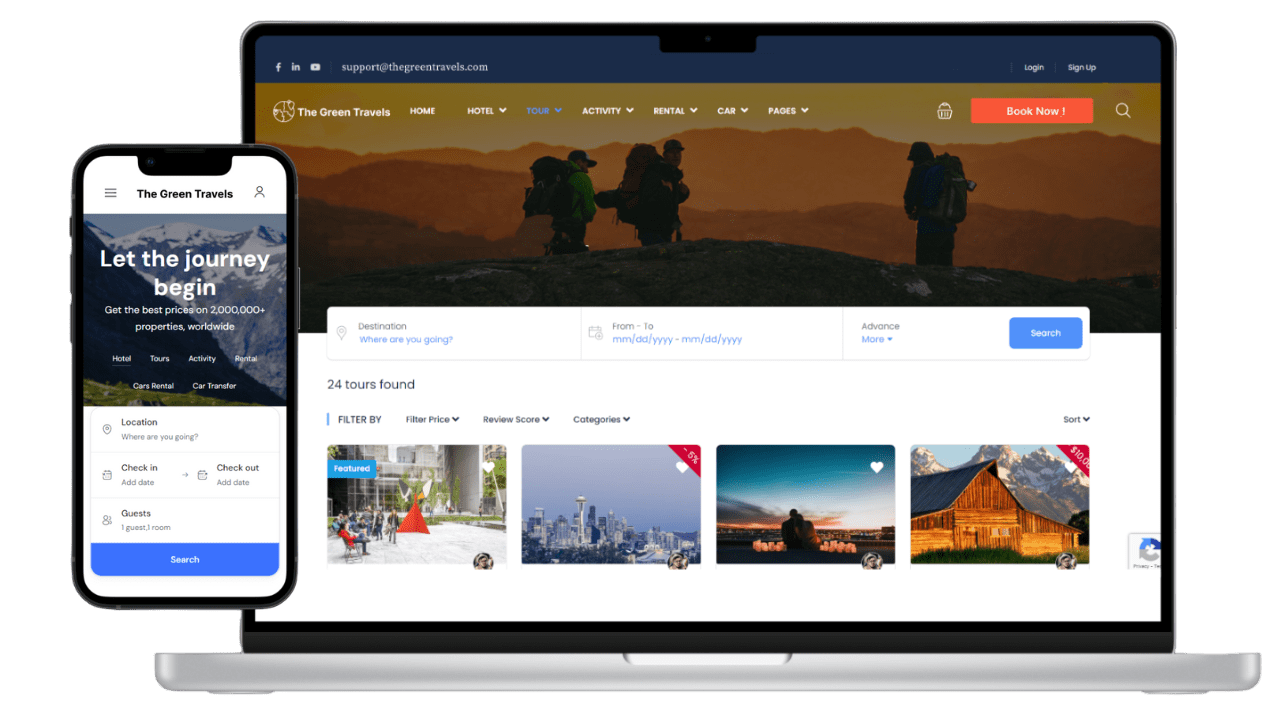 support@thegreentravels.com
Login
Sign Up
The Green Travels
HOME
HOTEL
TOUR
ACTIVITY
RENTAL
CAR
PAGES
Book Now !
Destination
Where are you going?
From - To
mm/dd/yyyy - mm/dd/yyyy
Advance
More
Search
24 tours found
FILTER BY
Filter Price
Review Score
Categories
Sort
Featured
- 5%
Privacy -
The Green Travels
Let the journey
begin
Get the best prices on 2,000,000+
properties, worldwide
Hotel Tours Activity Rental
Cars Rental Car Transfer
Location
Where are you going?
Check in
Add date
Check out
Add date
Guests
1 guest,1 room
Search